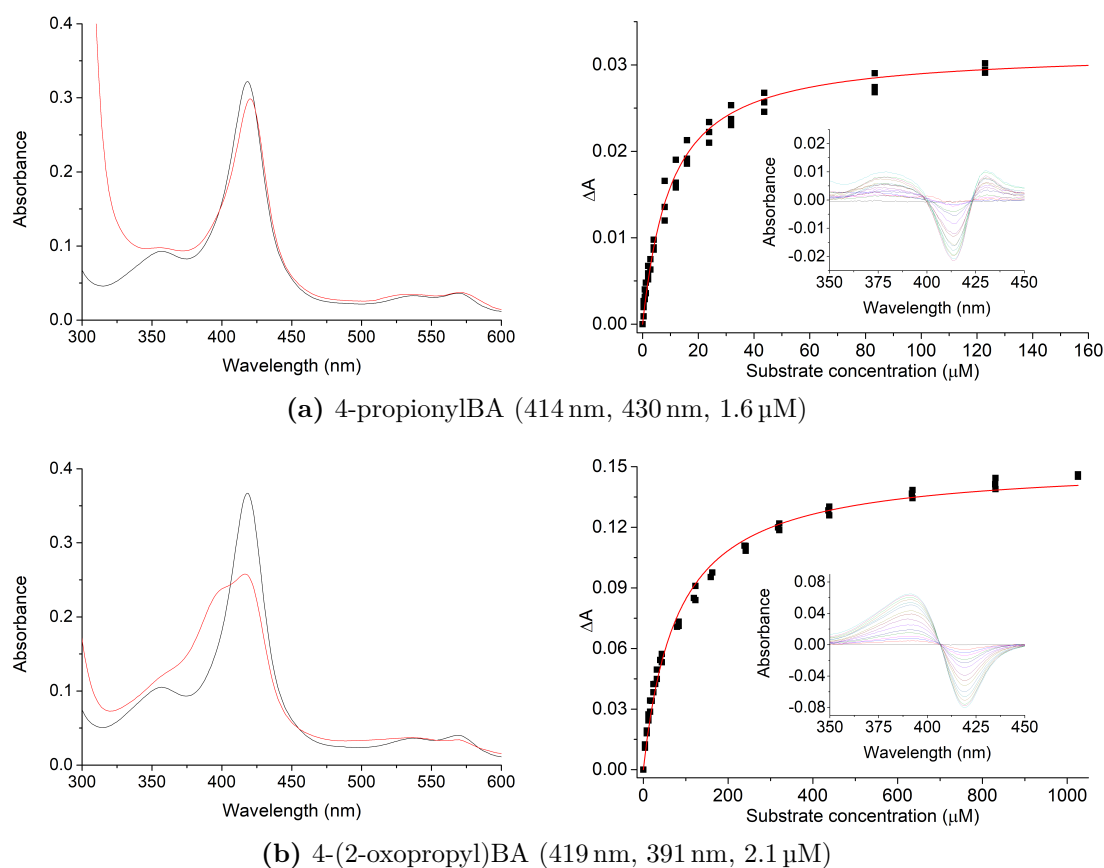 0.4
0.3
0.2
0.1
0.0
300 350 400 450 500 550 600
Absorbance
Wavelength (nm)
0.03
0.02
0.01
0.00
0 20 40 60 80 100 120 140 160
ΔA
Substrate concentration (μM)
0.02
0.01
0.00
-0.01
-0.02
350 375 400 425 450
Absorbance
Wavelength (nm)
(a) 4-propionylBA (414 nm, 430 nm, 1.6 µM)
0.4
0.3
0.2
0.1
0.0
300 350 400 450 500 550 600
Absorbance
Wavelength (nm)
0.15
0.12
0.09
0.06
0.03
0.00
0 200 400 600 800 1000
ΔA
Substrate concentration (μM)
0.08
0.04
0.00
-0.04
-0.08
350 375 400 425 450
Absorbance
Wavelength (nm)
(b) 4-(2-oxopropyl)BA (419 nm, 391 nm, 2.1 µM)